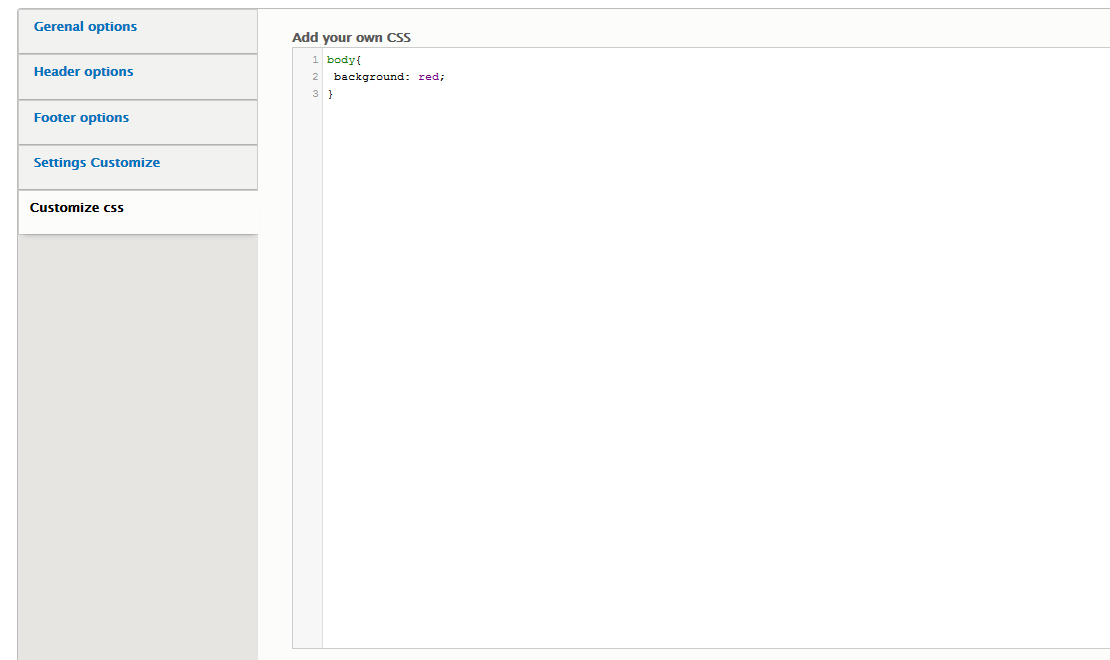 Gerenal options
Header options
Footer options
Settings Customize
Customize css
Add your own CSS
1 body{
2 background: red;
3 }